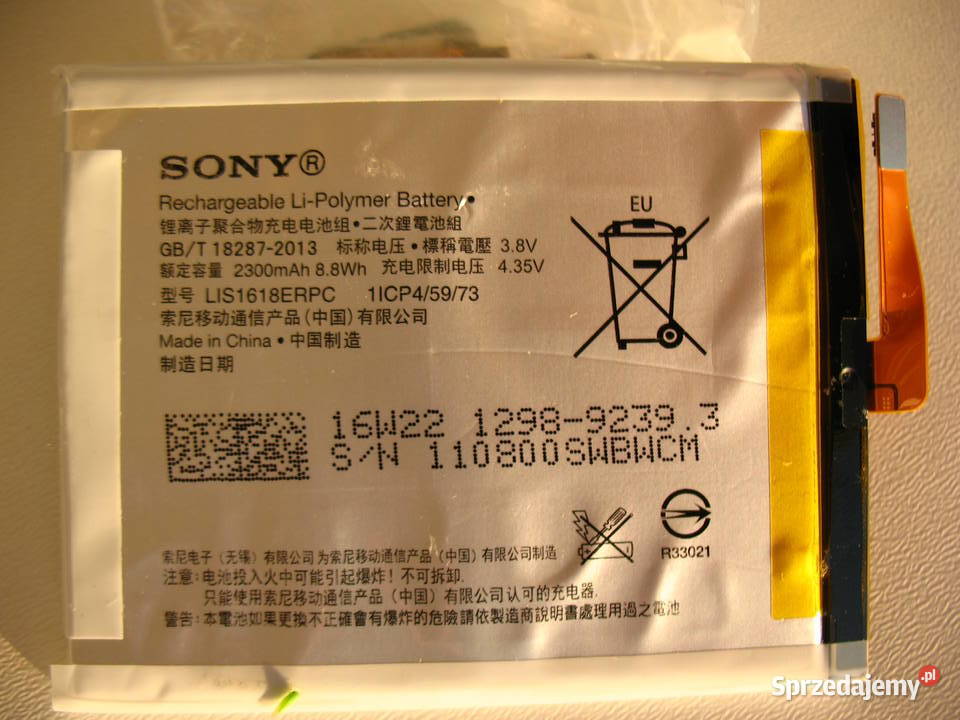 SONY®
Rechargeable Li-Polymer Battery•
锂离子聚合物充电电池组•二次鋰電池組
GB/T 18287-2013 标称电压•標稱電壓 3.8V
额定容量 2300mAh 8.8Wh 充电限制电压 4.35V
型号 LIS1618ERPC 1ICP4/59/73
索尼移动通信产品(中国)有限公司
Made in China • 中国制造
制造日期
EU
16W22 1298-9239.3
S/N 110800SWBWCM
R33021
索尼电子（无锡）有限公司为索尼移动通信产品（中国）有限公司制造
注意:电池投入火中可能引起爆炸! 不可拆卸.
只能使用索尼移动通信产品（中国）有限公司认可的充电器.
警告: 本電池如果更換不正確會有爆炸的危險請依製造商說明書處理用過之電池
Sprzedajemy.pl